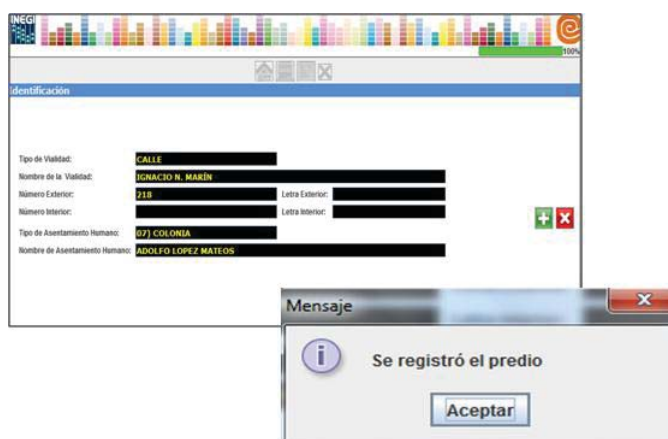 INEGI
100%
Identificación
Tipo de Vialidad: CALLE
Nombre de la Vialidad: IGNACIO N. MARÍN
Número Exterior: 218 Letra Exterior:
Número Interior: Letra Interior:
Tipo de Asentamiento Humano: 07) COLONIA
Nombre de Asentamiento Humano: ADOLFO LOPEZ MATEOS
Mensaje
Se registró el predio
Aceptar